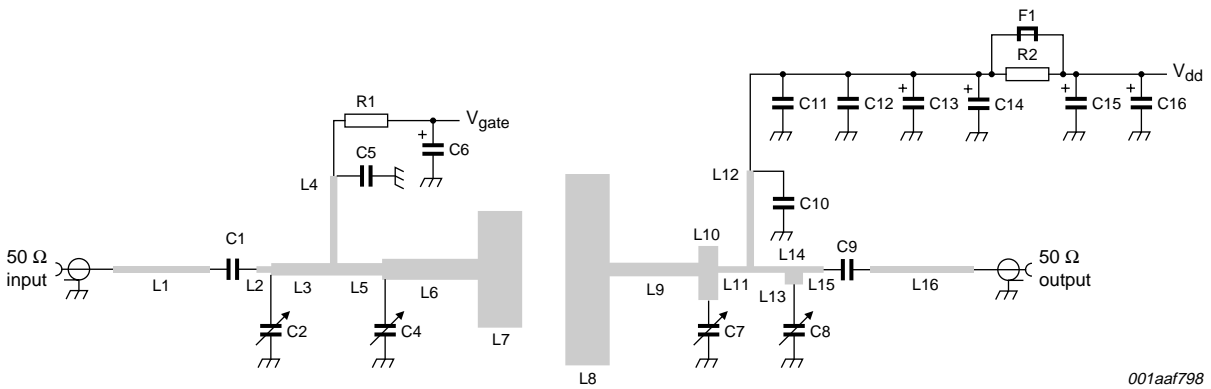 F1
R2
V_dd
C11
C12
+
C13
+
C14
+
C15
+
C16
R1
V_gate
+
C6
C5
L4
L12
C10
50 Ω
input
C1
L10
L14
C9
50 Ω
output
L1
L2
L3
L5
L6
L9
L11
L13
L15
L16
C2
C4
L7
C7
C8
L8
001aaf798